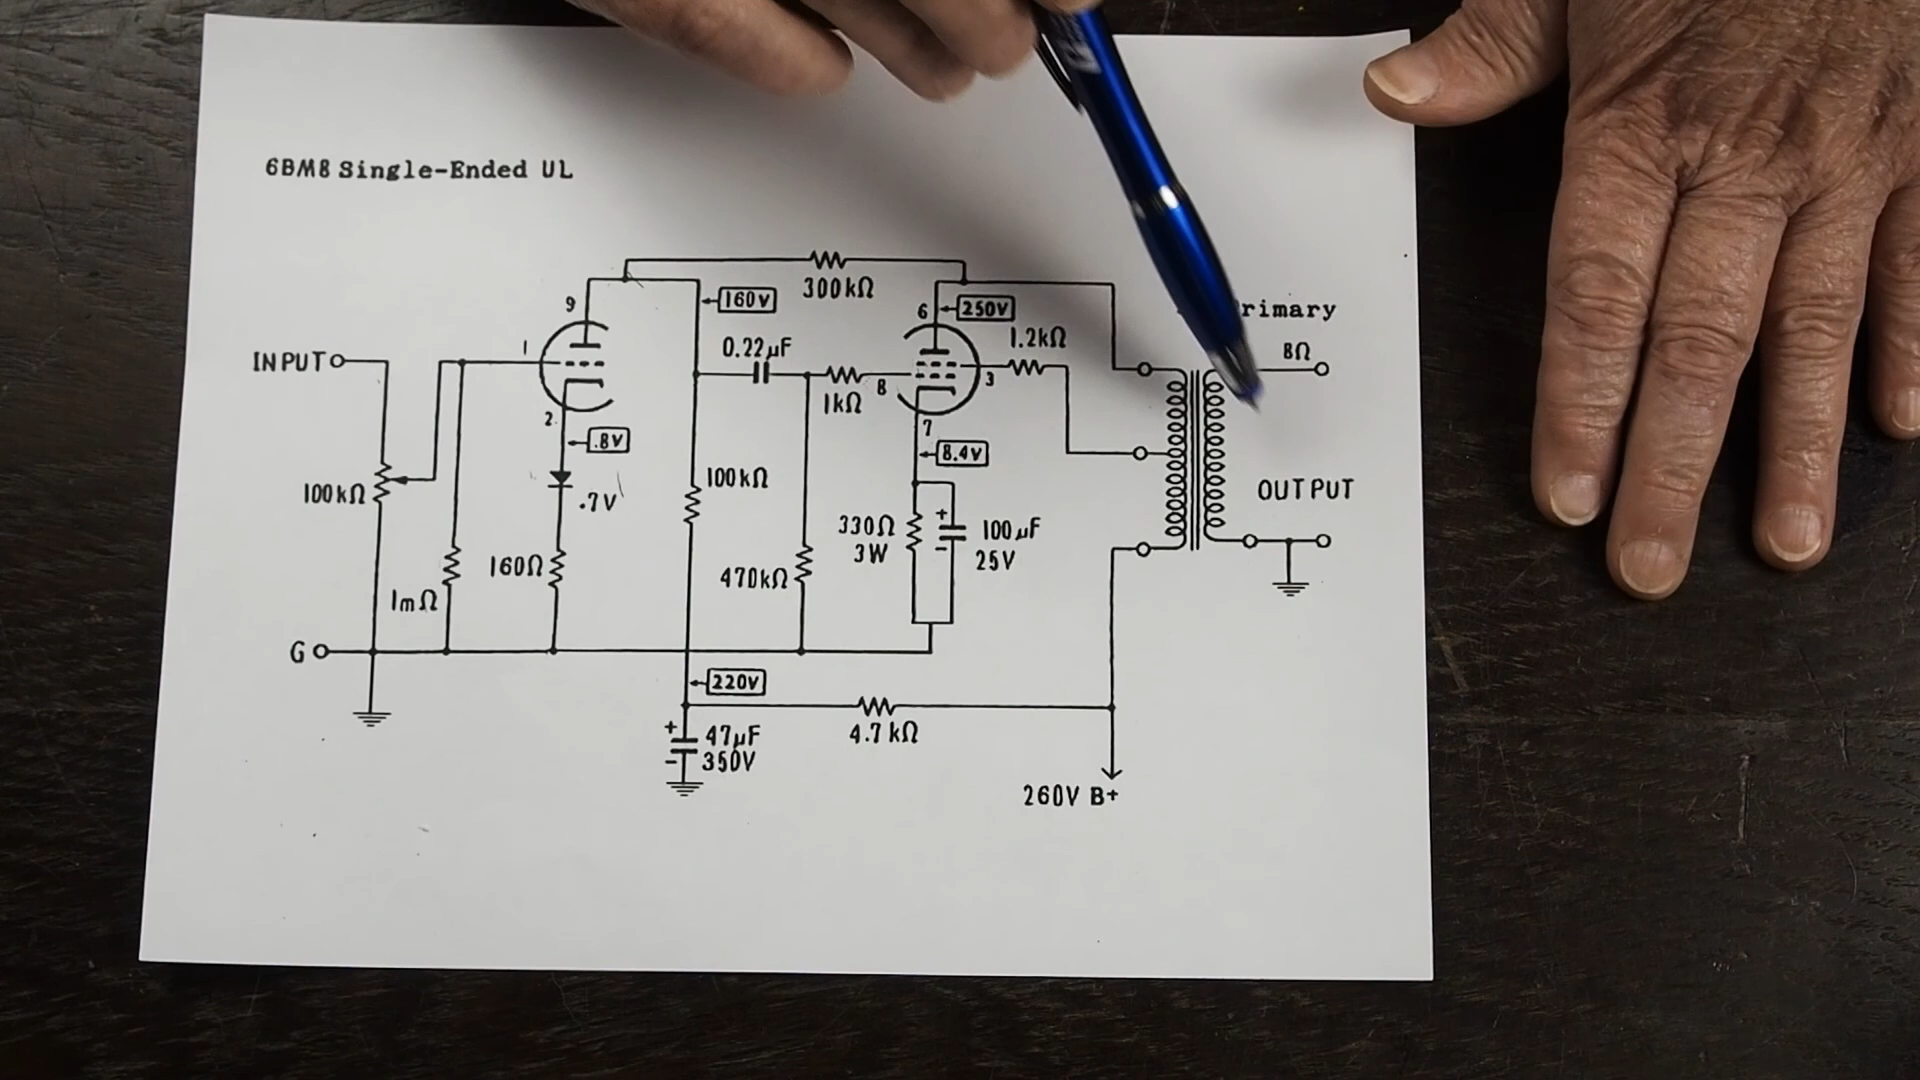 6BM8 Single-Ended UL
300kΩ
9
160V
6
250V
rimary
1.2kΩ
INPUT
1
0.22µF
8Ω
8
3
1kΩ
2
.8V
7
8.4V
100kΩ
.7V
100kΩ
OUTPUT
330Ω
3W
+
-
100µF
25V
160Ω
470kΩ
1mΩ
G
220V
+
-
47µF
350V
4.7kΩ
260V B+